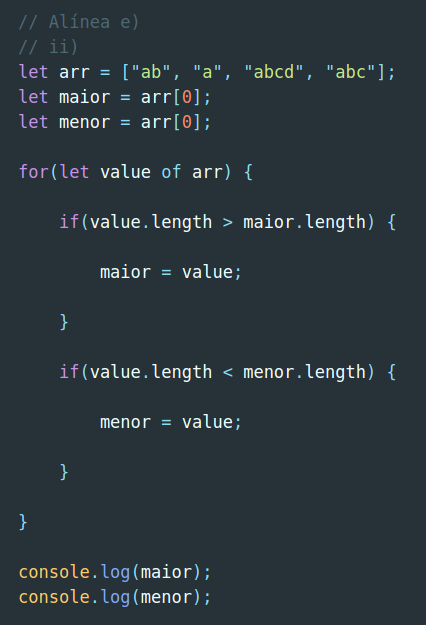 // Alínea e)
// ii)
let arr = ["ab", "a", "abcd", "abc"];
let maior = arr[0];
let menor = arr[0];
for(let value of arr) {
if(value.length > maior.length) {
maior = value;
}
if(value.length < menor.length) {
menor = value;
}
}
console.log(maior);
console.log(menor);